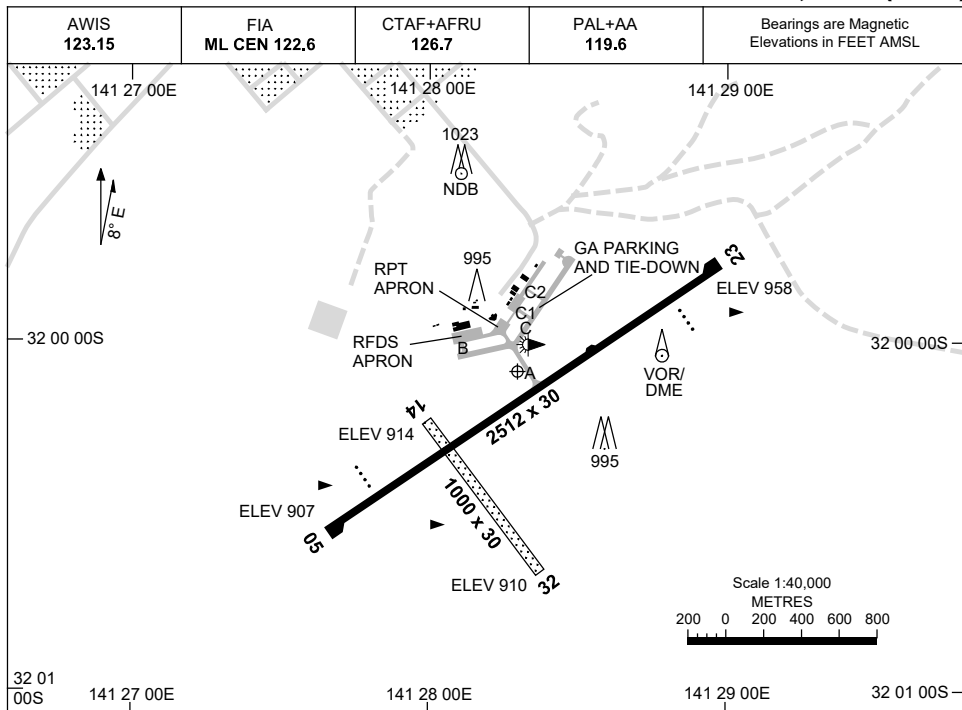 AWIS
123.15
FIA
ML CEN 122.6
CTAF+AFRU
126.7
PAL+AA
119.6
Bearings are Magnetic
Elevations in FEET AMSL
141 27 00E
141 28 00E
141 29 00E
1023
NDB
8° E
GA PARKING
AND TIE-DOWN
995
RPT
APRON
23
C2
ELEV 958
C1
C
32 00 00S
RFDS
APRON
B
32 00 00S
VOR/
DME
A
2512 x 30
14
ELEV 914
995
1000 x 30
ELEV 907
05
ELEV 910
32
Scale 1:40,000
METRES
200 0 200 400 600 800
32 01
00S
141 27 00E
141 28 00E
141 29 00E
32 01 00S